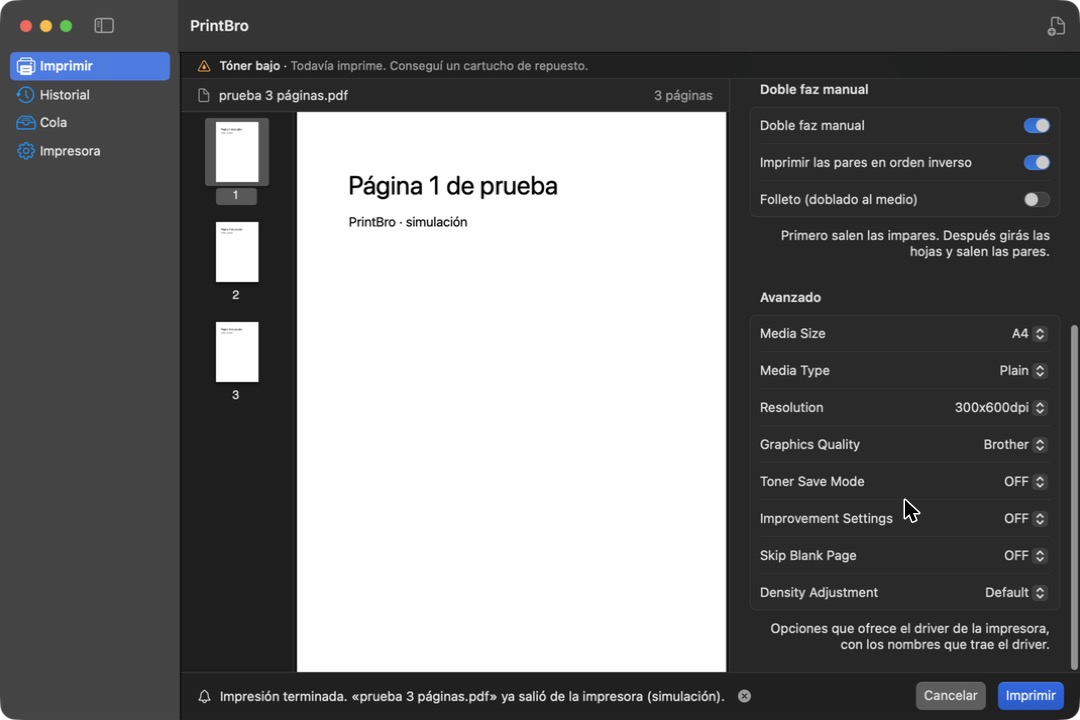 PrintBro
Imprimir
Historial
Cola
Impresora
Tóner bajo · Todavía imprime. Conseguí un cartucho de repuesto.
prueba 3 páginas.pdf
3 páginas
1
2
3
Página 1 de prueba
PrintBro · simulación
Doble faz manual
Doble faz manual
Imprimir las pares en orden inverso
Folleto (doblado al medio)
Primero salen las impares. Después girás las
hojas y salen las pares.
Avanzado
Media Size A4
Media Type Plain
Resolution 300x600dpi
Graphics Quality Brother
Toner Save Mode OFF
Improvement Settings OFF
Skip Blank Page OFF
Density Adjustment Default
Opciones que ofrece el driver de la impresora,
con los nombres que trae el driver.
Impresión terminada. «prueba 3 páginas.pdf» ya salió de la impresora (simulación).
Cancelar
Imprimir